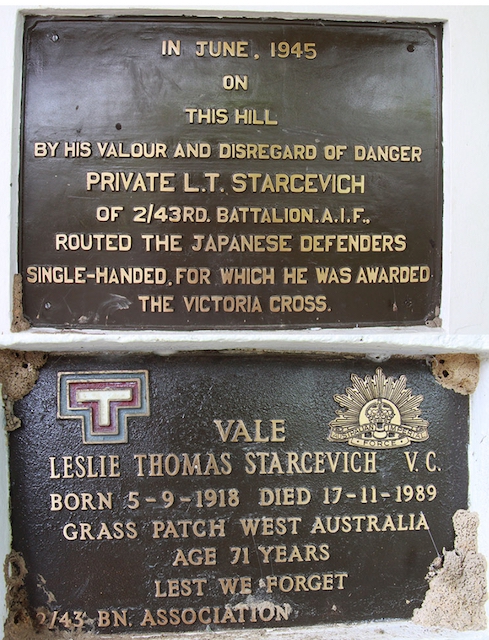 IN JUNE, 1945
ON
THIS HILL
BY HIS VALOUR AND DISREGARD OF DANGER
PRIVATE L.T. STARCEVICH
OF 2/43RD. BATTALION. A.I.F.,
ROUTED THE JAPANESE DEFENDERS
SINGLE-HANDED, FOR WHICH HE WAS AWARDED
THE VICTORIA CROSS.
T
AUSTRALIAN IMPERIAL
FORCE
VALE
LESLIE THOMAS STARCEVICH V.C.
BORN 5-9-1918 DIED 17-11-1989
GRASS PATCH WEST AUSTRALIA
AGE 71 YEARS
LEST WE FORGET
2/43 BN. ASSOCIATION